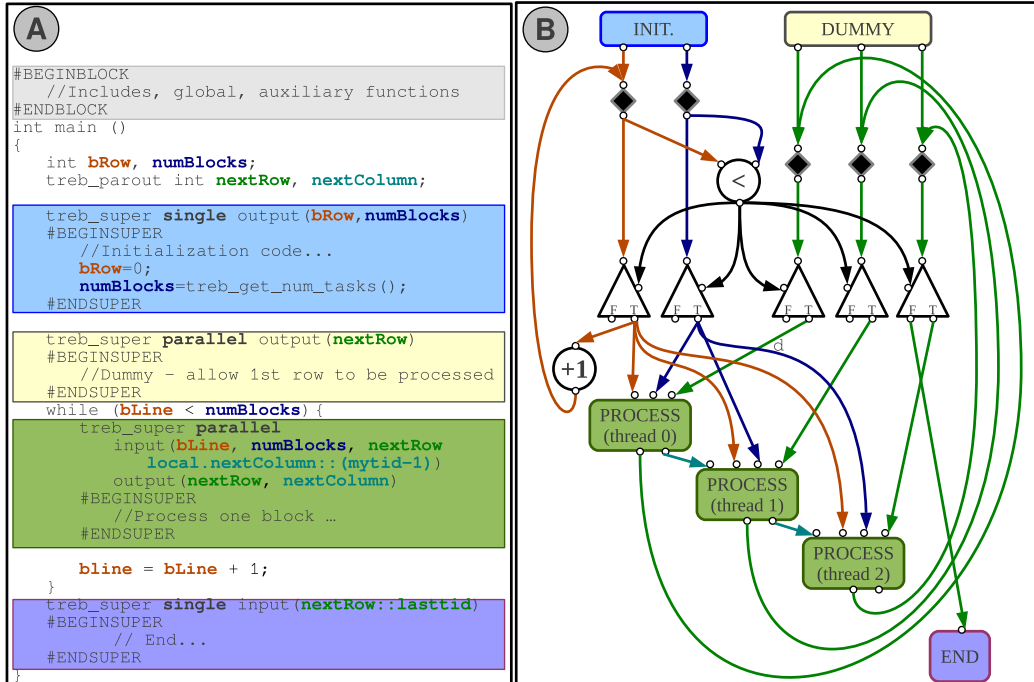 A
#BEGINBLOCK
//Includes, global, auxiliary functions
#ENDBLOCK
int main ()
{
int bRow, numBlocks;
treb_parout int nextRow, nextColumn;
treb_super single output(bRow,numBlocks)
#BEGINSUPER
//Initialization code...
bRow=0;
numBlocks=treb_get_num_tasks();
#ENDSUPER
treb_super parallel output(nextRow)
#BEGINSUPER
//Dummy – allow 1st row to be processed
#ENDSUPER
while (bLine < numBlocks){
treb_super parallel
input(bLine, numBlocks, nextRow
local.nextColumn::(mytid-1))
output(nextRow, nextColumn)
#BEGINSUPER
//Process one block …
#ENDSUPER
bline = bLine + 1;
}
treb_super single input(nextRow::lasttid)
#BEGINSUPER
// End...
#ENDSUPER
}
B
INIT.
DUMMY
<
F T
F T
F T
F T
F T
d
+1
PROCESS
(thread 0)
PROCESS
(thread 1)
PROCESS
(thread 2)
END